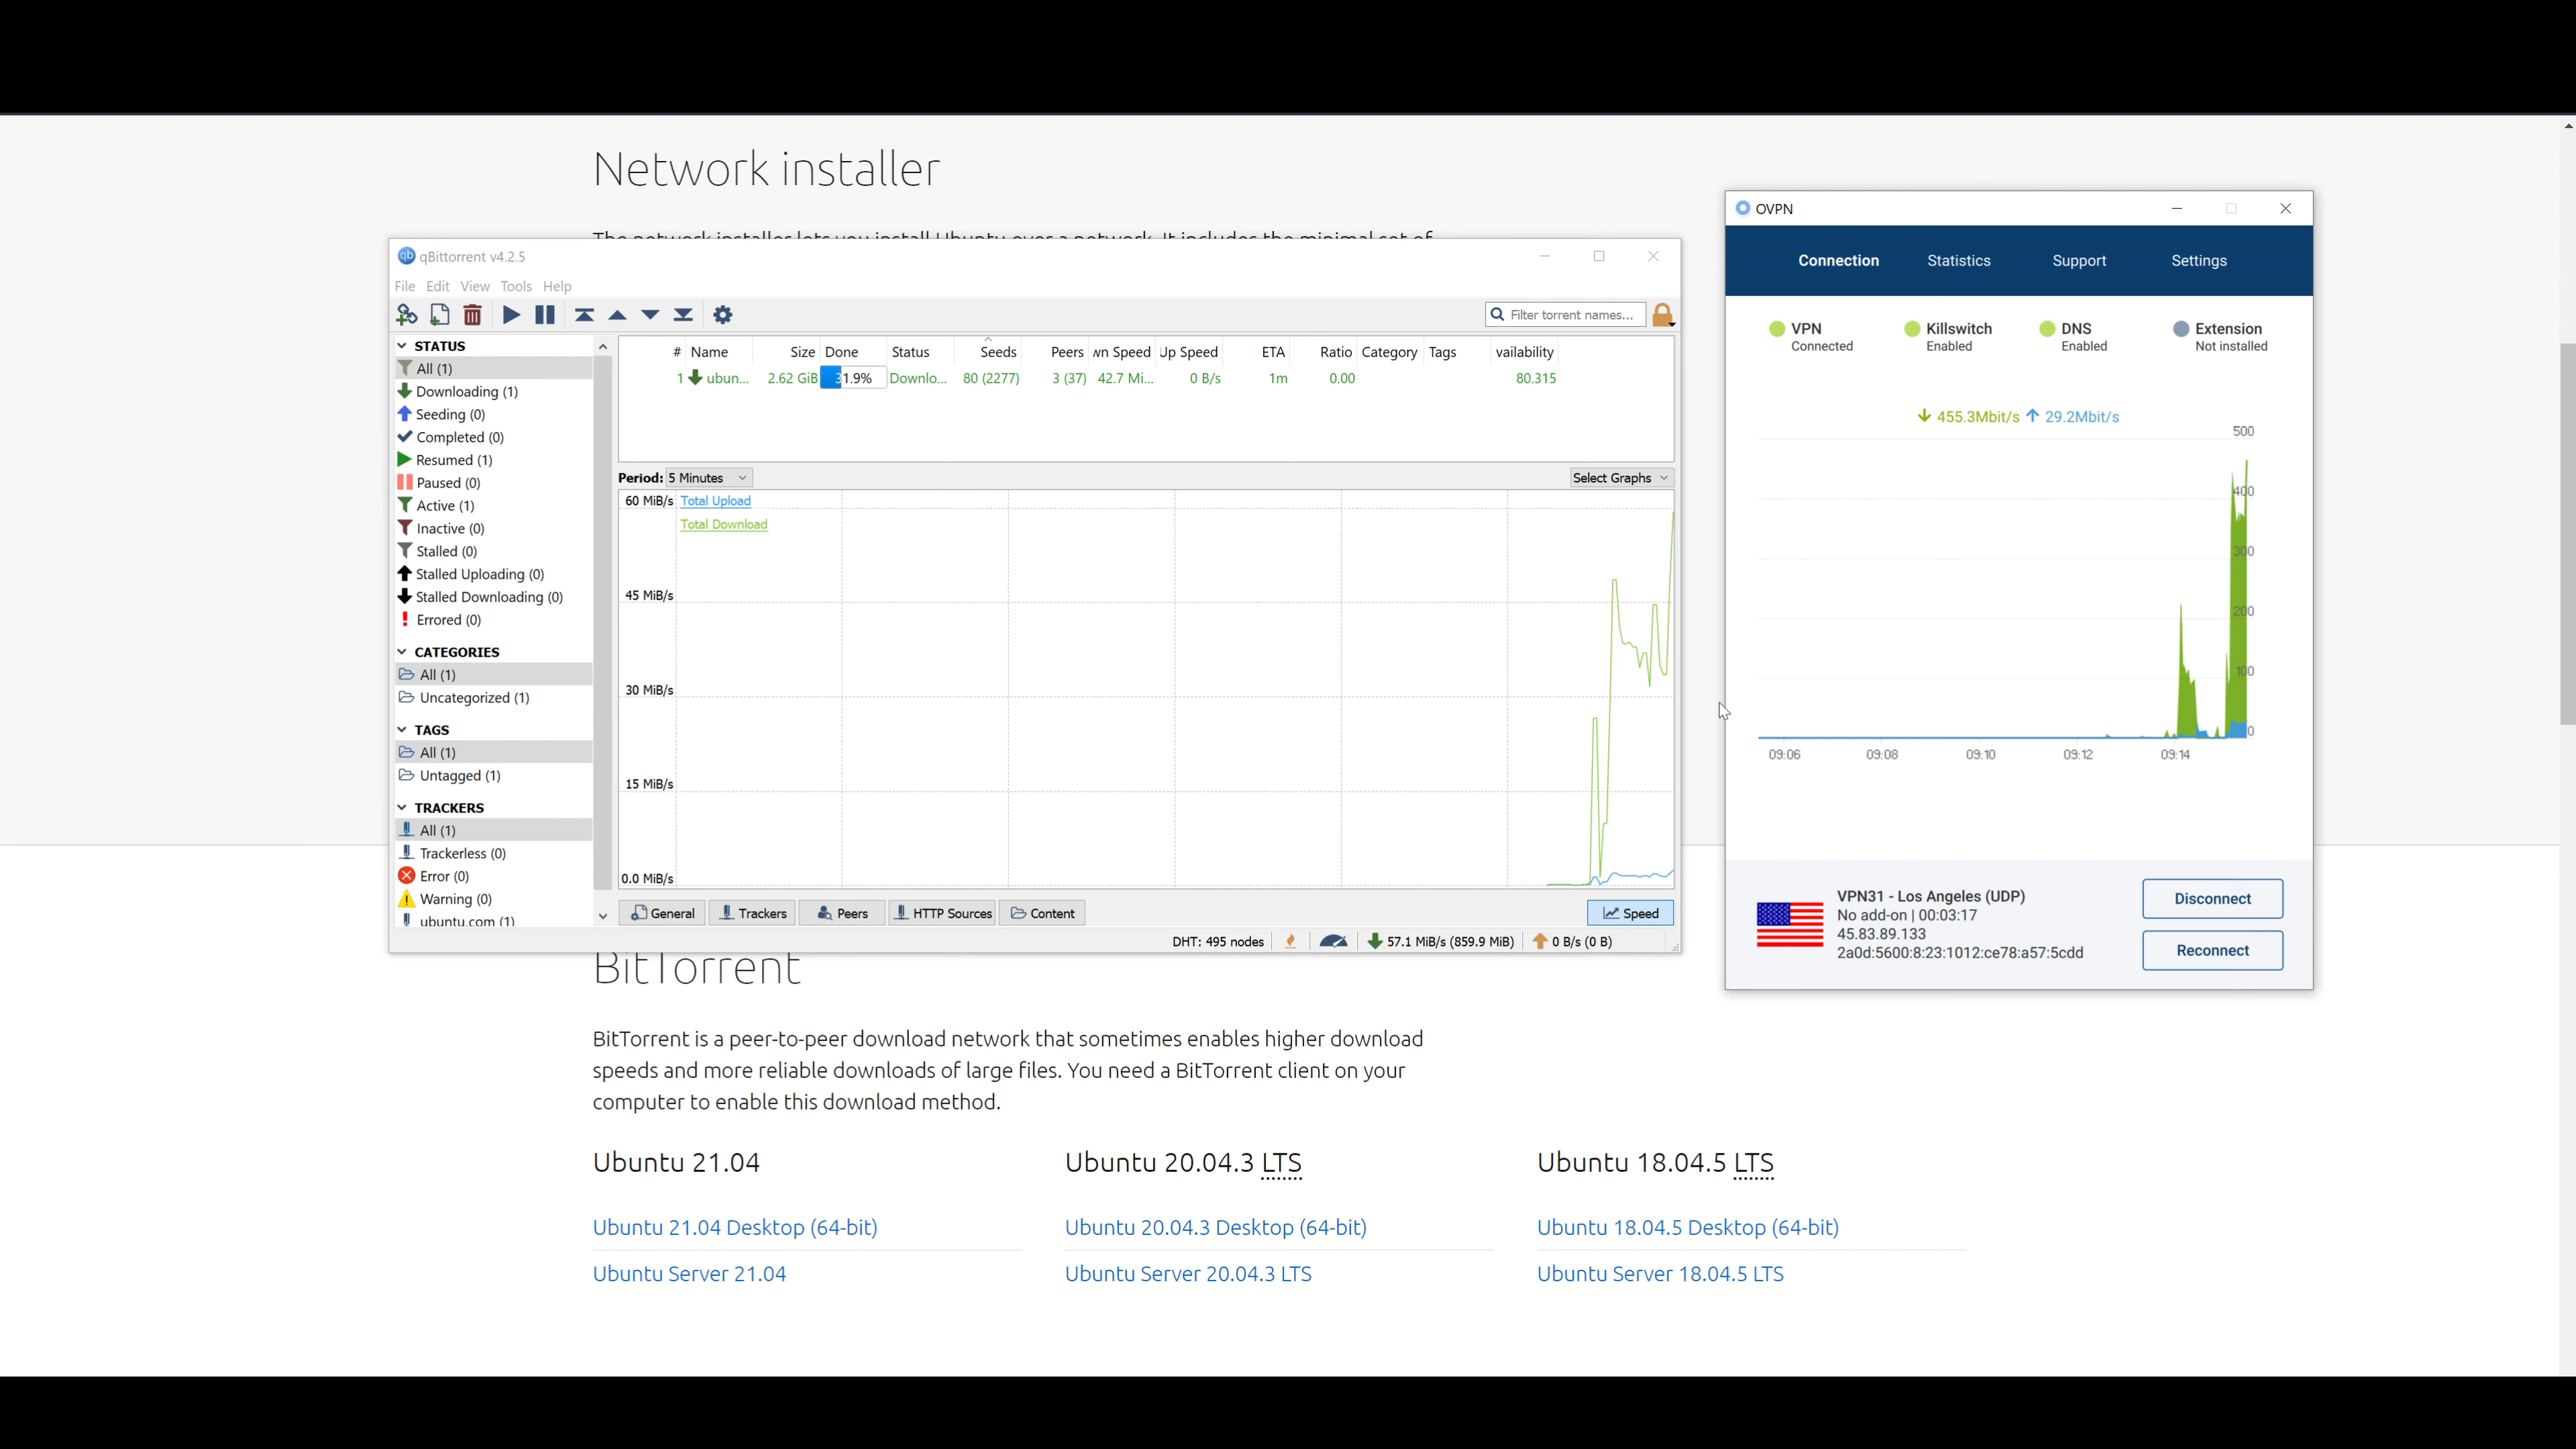 Network installer
qBittorrent v4.2.5
File Edit View Tools Help
Filter torrent names...
STATUS
All (1)
Downloading (1)
Seeding (0)
Completed (0)
Resumed (1)
Paused (0)
Active (1)
Inactive (0)
Stalled (0)
Stalled Uploading (0)
Stalled Downloading (0)
Errored (0)
CATEGORIES
All (1)
Uncategorized (1)
TAGS
All (1)
Untagged (1)
TRACKERS
All (1)
Trackerless (0)
Error (0)
Warning (0)
ubuntu.com (1)
# Name Size Done Status Seeds Peers wn Speed Up Speed ETA Ratio Category Tags vailability
1 ubun... 2.62 GiB 31.9% Downlo... 80 (2277) 3 (37) 42.7 Mi... 0 B/s 1m 0.00 80.315
Period: 5 Minutes Select Graphs
60 MiB/s Total Upload
Total Download
45 MiB/s
30 MiB/s
15 MiB/s
0.0 MiB/s
General Trackers Peers HTTP Sources Content Speed
DHT: 495 nodes 57.1 MiB/s (859.9 MiB) 0 B/s (0 B)
OVPN
Connection Statistics Support Settings
VPN Killswitch DNS Extension
Connected Enabled Enabled Not installed
455.3Mbit/s 29.2Mbit/s
500
400
300
200
100
0
09:06 09:08 09:10 09:12 09:14
VPN31 - Los Angeles (UDP)
No add-on | 00:03:17
45.83.89.133
2a0d:5600:8:23:1012:ce78:a57:5cdd
Disconnect
Reconnect
BitTorrent
BitTorrent is a peer-to-peer download network that sometimes enables higher download
speeds and more reliable downloads of large files. You need a BitTorrent client on your
computer to enable this download method.
Ubuntu 21.04 Ubuntu 20.04.3 LTS Ubuntu 18.04.5 LTS
Ubuntu 21.04 Desktop (64-bit) Ubuntu 20.04.3 Desktop (64-bit) Ubuntu 18.04.5 Desktop (64-bit)
Ubuntu Server 21.04 Ubuntu Server 20.04.3 LTS Ubuntu Server 18.04.5 LTS